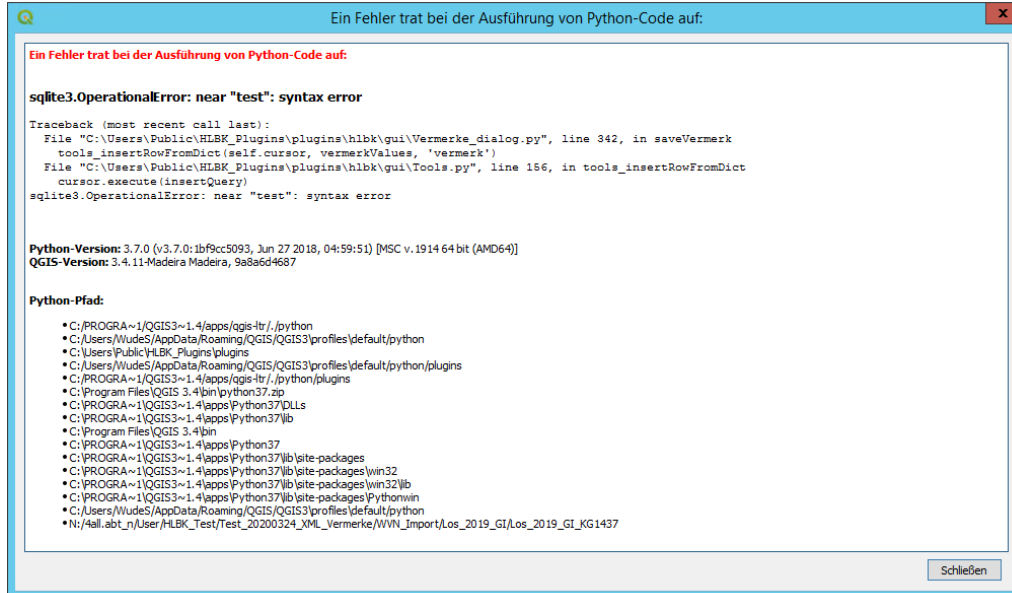 Ein Fehler trat bei der Ausführung von Python-Code auf:
x
Ein Fehler trat bei der Ausführung von Python-Code auf:
sqlite3.OperationalError: near "test": syntax error
Traceback (most recent call last):
File "C:\Users\Public\HLBK_Plugins\plugins\hlbk\gui\Vermerke_dialog.py", line 342, in saveVermerk
tools_insertRowFromDict(self.cursor, vermerkValues, 'vermerk')
File "C:\Users\Public\HLBK_Plugins\plugins\hlbk\gui\Tools.py", line 156, in tools_insertRowFromDict
cursor.execute(insertQuery)
sqlite3.OperationalError: near "test": syntax error
Python-Version: 3.7.0 (v3.7.0:1bf9cc5093, Jun 27 2018, 04:59:51) [MSC v.1914 64 bit (AMD64)]
QGIS-Version: 3.4.11-Madeira Madeira, 9a8a6d4687
Python-Pfad:
• C:/PROGRA~1/QGIS3~1.4/apps/qgis-ltr/./python
• C:/Users/WudeS/AppData/Roaming/QGIS/QGIS3\profiles\default/python
• C:\Users\Public\HLBK_Plugins\plugins
• C:/Users/WudeS/AppData/Roaming/QGIS/QGIS3\profiles\default/python/plugins
• C:/PROGRA~1/QGIS3~1.4/apps/qgis-ltr/./python/plugins
• C:\Program Files\QGIS 3.4\bin\python37.zip
• C:\PROGRA~1\QGIS3~1.4\apps\Python37\DLLs
• C:\PROGRA~1\QGIS3~1.4\apps\Python37\lib
• C:\Program Files\QGIS 3.4\bin
• C:\PROGRA~1\QGIS3~1.4\apps\Python37
• C:\PROGRA~1\QGIS3~1.4\apps\Python37\lib\site-packages
• C:\PROGRA~1\QGIS3~1.4\apps\Python37\lib\site-packages\win32
• C:\PROGRA~1\QGIS3~1.4\apps\Python37\lib\site-packages\win32\lib
• C:\PROGRA~1\QGIS3~1.4\apps\Python37\lib\site-packages\Pythonwin
• C:/Users/WudeS/AppData/Roaming/QGIS/QGIS3\profiles\default/python
• N:/4all.abt_n/User/HLBK_Test/Test_20200324_XML_Vermerke/WVN_Import/Los_2019_GI/Los_2019_GI_KG1437
Schließen